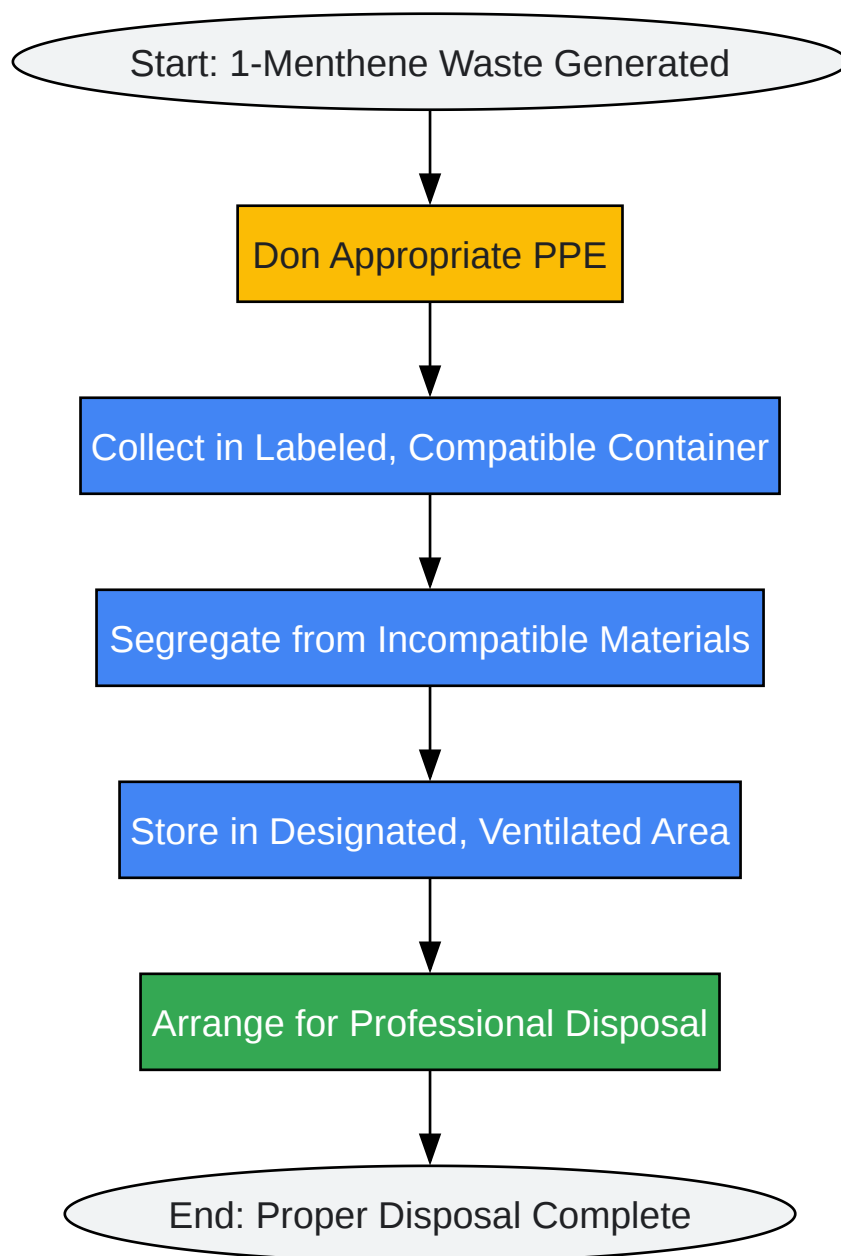 Start: 1-Menthene Waste Generated
Don Appropriate PPE
Collect in Labeled, Compatible Container
Segregate from Incompatible Materials
Store in Designated, Ventilated Area
Arrange for Professional Disposal
End: Proper Disposal Complete